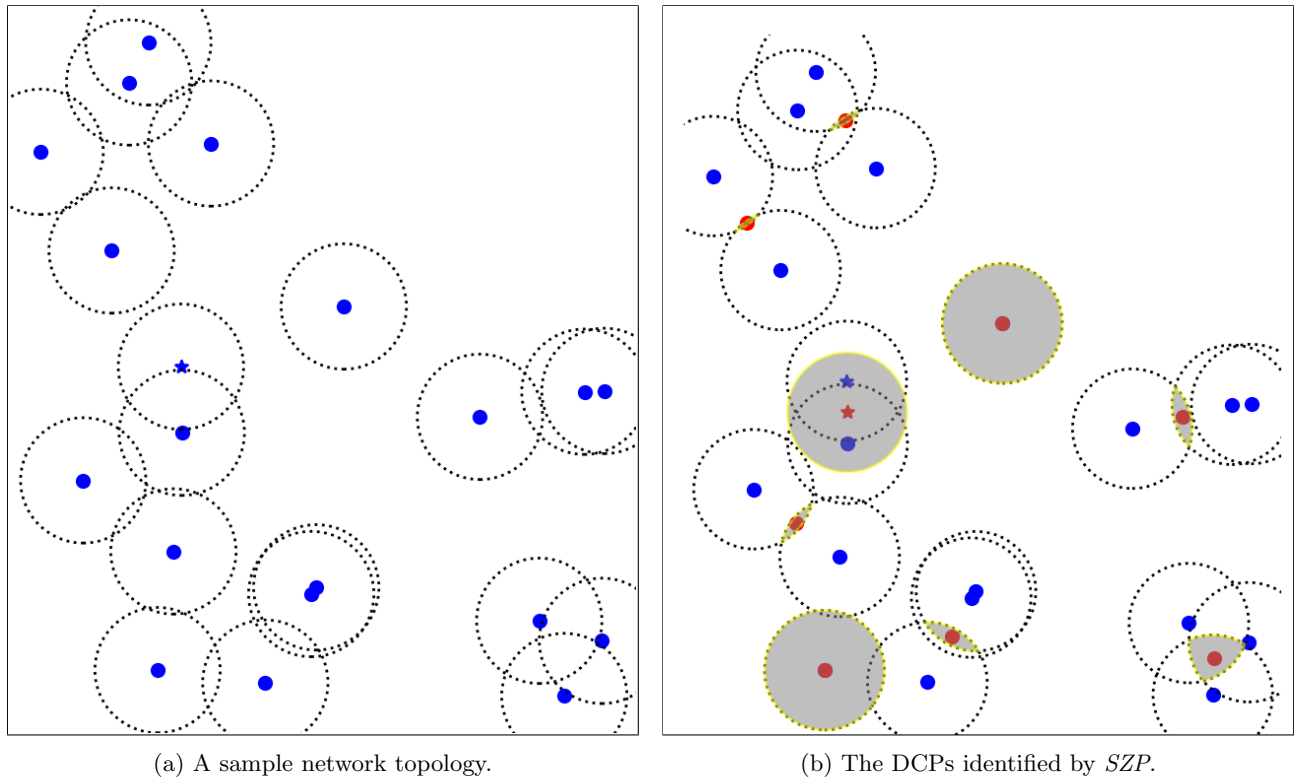 (a) A sample network topology.
(b) The DCPs identified by SZP.